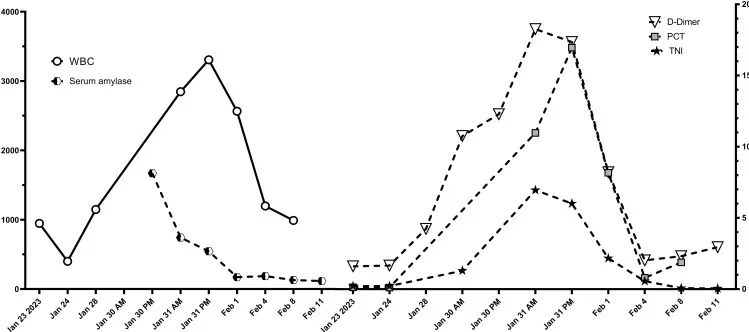 4000
3000
2000
1000
0
WBC
Serum amylase
Jan 23 2023
Jan 24
Jan 28
Jan 30 AM
Jan 30 PM
Jan 31 AM
Jan 31 PM
Feb 1
Feb 4
Feb 8
Feb 11
20
15
10
5
0
D-Dimer
PCT
TNI
Jan 23 2023
Jan 24
Jan 28
Jan 30 AM
Jan 30 PM
Jan 31 AM
Jan 31 PM
Feb 1
Feb 4
Feb 8
Feb 11